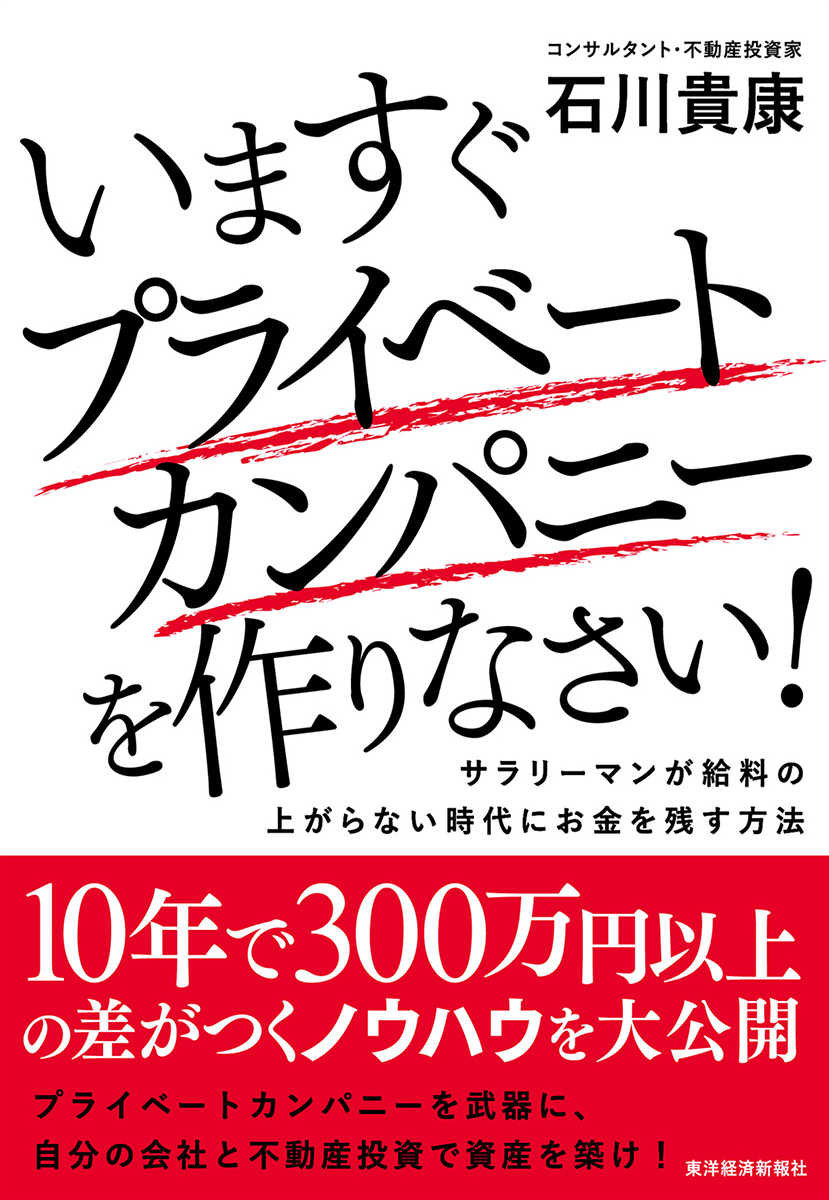 コンサルタント・不動産投資家
石川貴康
いますぐ
プライベート
カンパニー
を作りなさい!
サラリーマンが給料の
上がらない時代にお金を残す方法
10年で300万円以上
の差がつくノウハウを大公開
プライベートカンパニーを武器に、
自分の会社と不動産投資で資産を築け!
東洋経済新報社